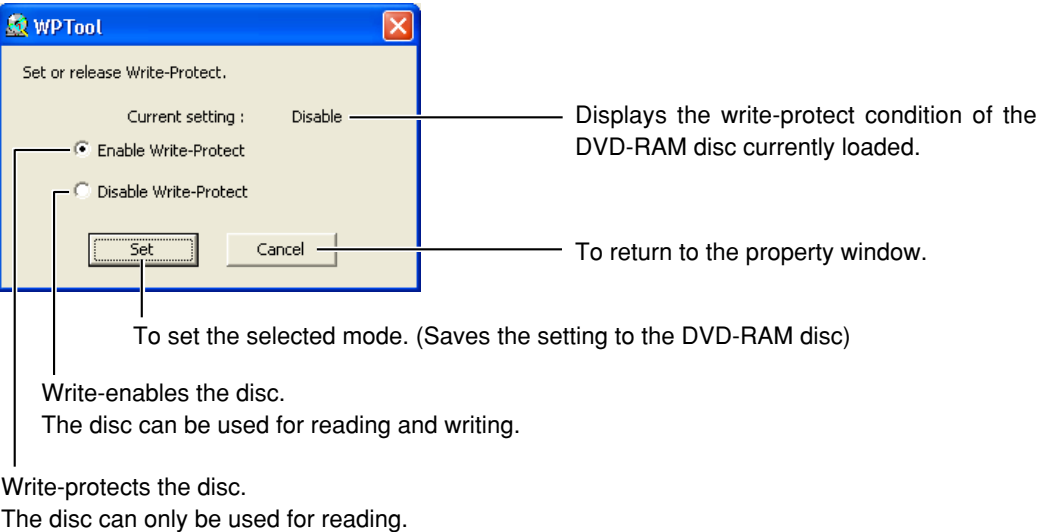 WPTool
Set or release Write-Protect.
Current setting : Disable
Displays the write-protect condition of the
DVD-RAM disc currently loaded.
Enable Write-Protect
Disable Write-Protect
Set
Cancel
To return to the property window.
To set the selected mode. (Saves the setting to the DVD-RAM disc)
Write-enables the disc.
The disc can be used for reading and writing.
Write-protects the disc.
The disc can only be used for reading.